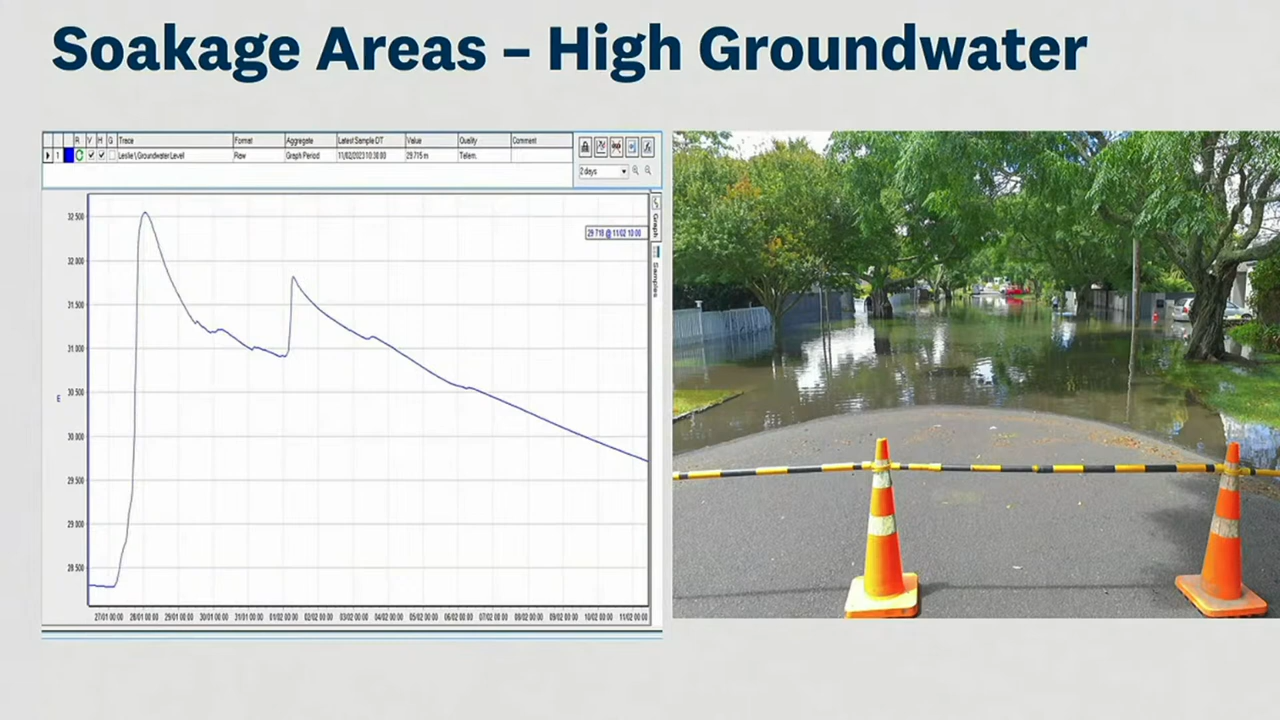 Soakage Areas – High Groundwater
R V H G Trace Format Aggregate Latest Sample DT Value Quality Comment
1 Leslie \ Groundwater Level Raw Graph Period 11/02/2023 10:30:00 29.715 m Telem.
2 days
Graph
Samples
29.718 @ 11/02 10:00
32.500
32.000
31.500
31.000
30.500
30.000
29.500
29.000
28.500
m
27/01 00:00 28/01 00:00 29/01 00:00 30/01 00:00 31/01 00:00 01/02 00:00 02/02 00:00 03/02 00:00 04/02 00:00 05/02 00:00 06/02 00:00 07/02 00:00 08/02 00:00 09/02 00:00 10/02 00:00 11/02 00:00